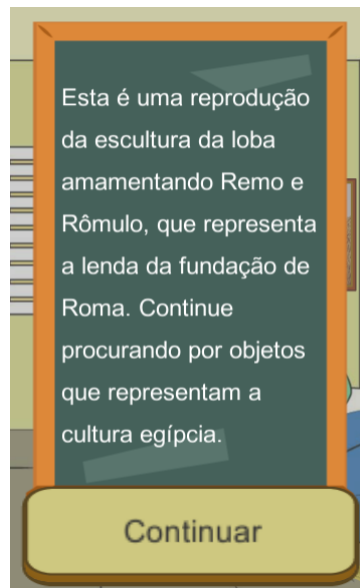 Esta é uma reprodução
da escultura da loba
amamentando Remo e
Rômulo, que representa
a lenda da fundação de
Roma. Continue
procurando por objetos
que representam a
cultura egípcia.
Continuar